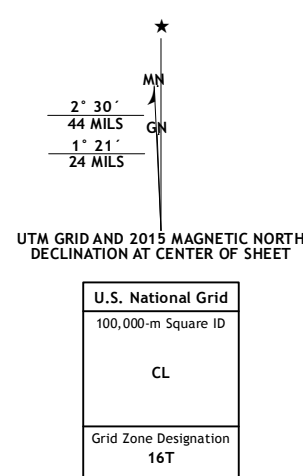 MN
2° 30´
44 MILS
GN
1° 21´
24 MILS
UTM GRID AND 2015 MAGNETIC NORTH
DECLINATION AT CENTER OF SHEET
U.S. National Grid
100,000-m Square ID
CL
Grid Zone Designation
16T